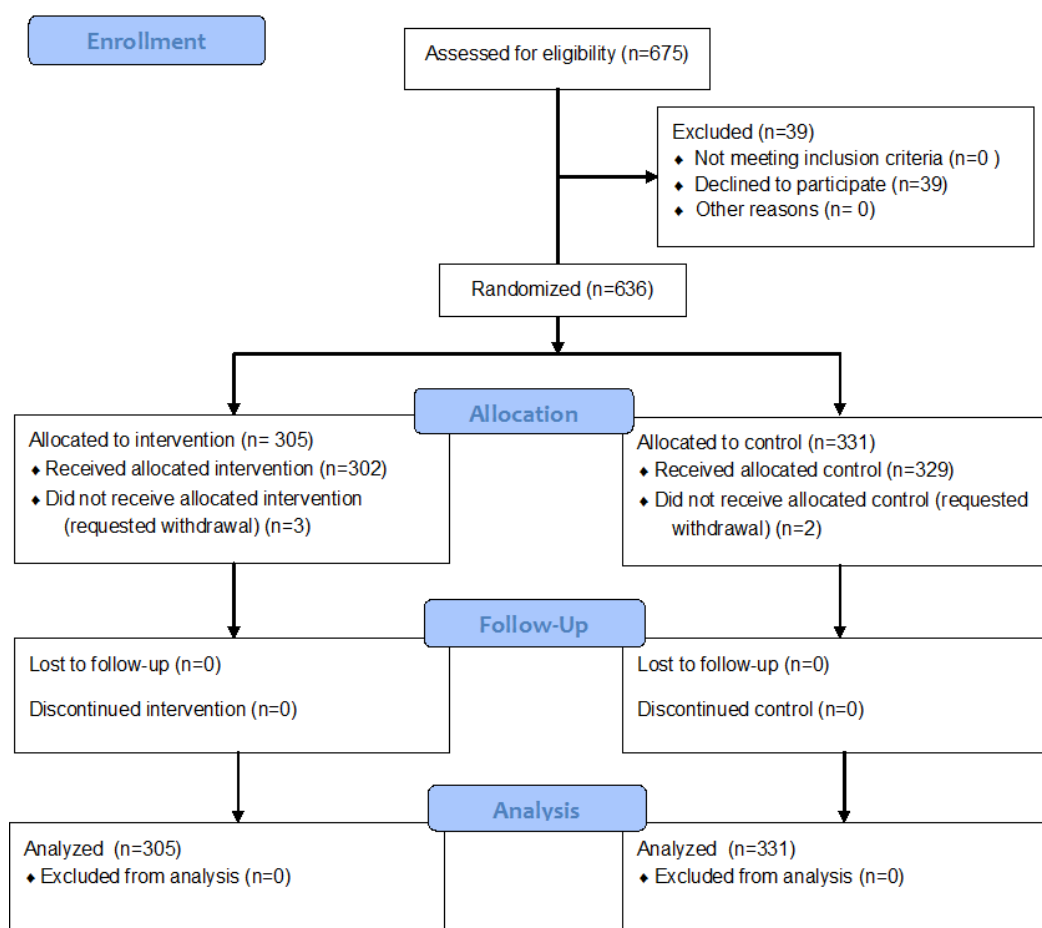 Enrollment
Assessed for eligibility (n=675)
Excluded (n=39)
♦ Not meeting inclusion criteria (n=0 )
♦ Declined to participate (n=39)
♦ Other reasons (n= 0)
Randomized (n=636)
Allocation
Allocated to intervention (n= 305)
♦ Received allocated intervention (n=302)
♦ Did not receive allocated intervention
(requested withdrawal) (n=3)
Allocated to control (n=331)
♦ Received allocated control (n=329)
♦ Did not receive allocated control (requested
withdrawal) (n=2)
Follow-Up
Lost to follow-up (n=0)
Discontinued intervention (n=0)
Lost to follow-up (n=0)
Discontinued control (n=0)
Analysis
Analyzed (n=305)
♦ Excluded from analysis (n=0)
Analyzed (n=331)
♦ Excluded from analysis (n=0)